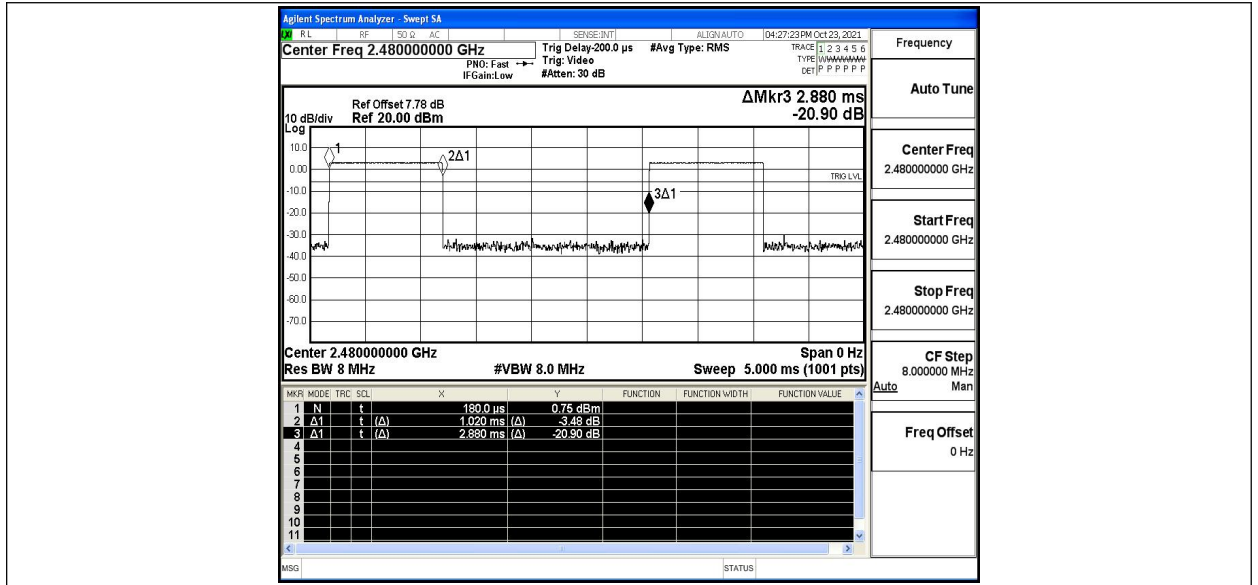 Agilent Spectrum Analyzer - Swept SA
LXI RL RF 50 Ω AC SENSE:INT ALIGNAUTO 04:27:23 PM Oct 23, 2021
Center Freq 2.480000000 GHz
Trig Delay-200.0 µs #Avg Type: RMS
PNO: Fast Trig: Video
IFGain:Low #Atten: 30 dB
TRACE 1 2 3 4 5 6
TYPE WWWWWW
DET P P P P P P
ΔMkr3 2.880 ms
-20.90 dB
Ref Offset 7.78 dB
10 dB/div Ref 20.00 dBm
Log
10.0
0.00
-10.0
-20.0
-30.0
-40.0
-50.0
-60.0
-70.0
1
2Δ1
3Δ1
TRIG LVL
Center 2.480000000 GHz Span 0 Hz
Res BW 8 MHz #VBW 8.0 MHz Sweep 5.000 ms (1001 pts)
MKR MODE TRC SCL X Y FUNCTION FUNCTION WIDTH FUNCTION VALUE
1 N t 180.0 µs 0.75 dBm
2 Δ1 t (Δ) 1.020 ms (Δ) -3.48 dB
3 Δ1 t (Δ) 2.880 ms (Δ) -20.90 dB
4
5
6
7
8
9
10
11
MSG STATUS
Frequency
Auto Tune
Center Freq
2.480000000 GHz
Start Freq
2.480000000 GHz
Stop Freq
2.480000000 GHz
CF Step
8.000000 MHz
Auto Man
Freq Offset
0 Hz